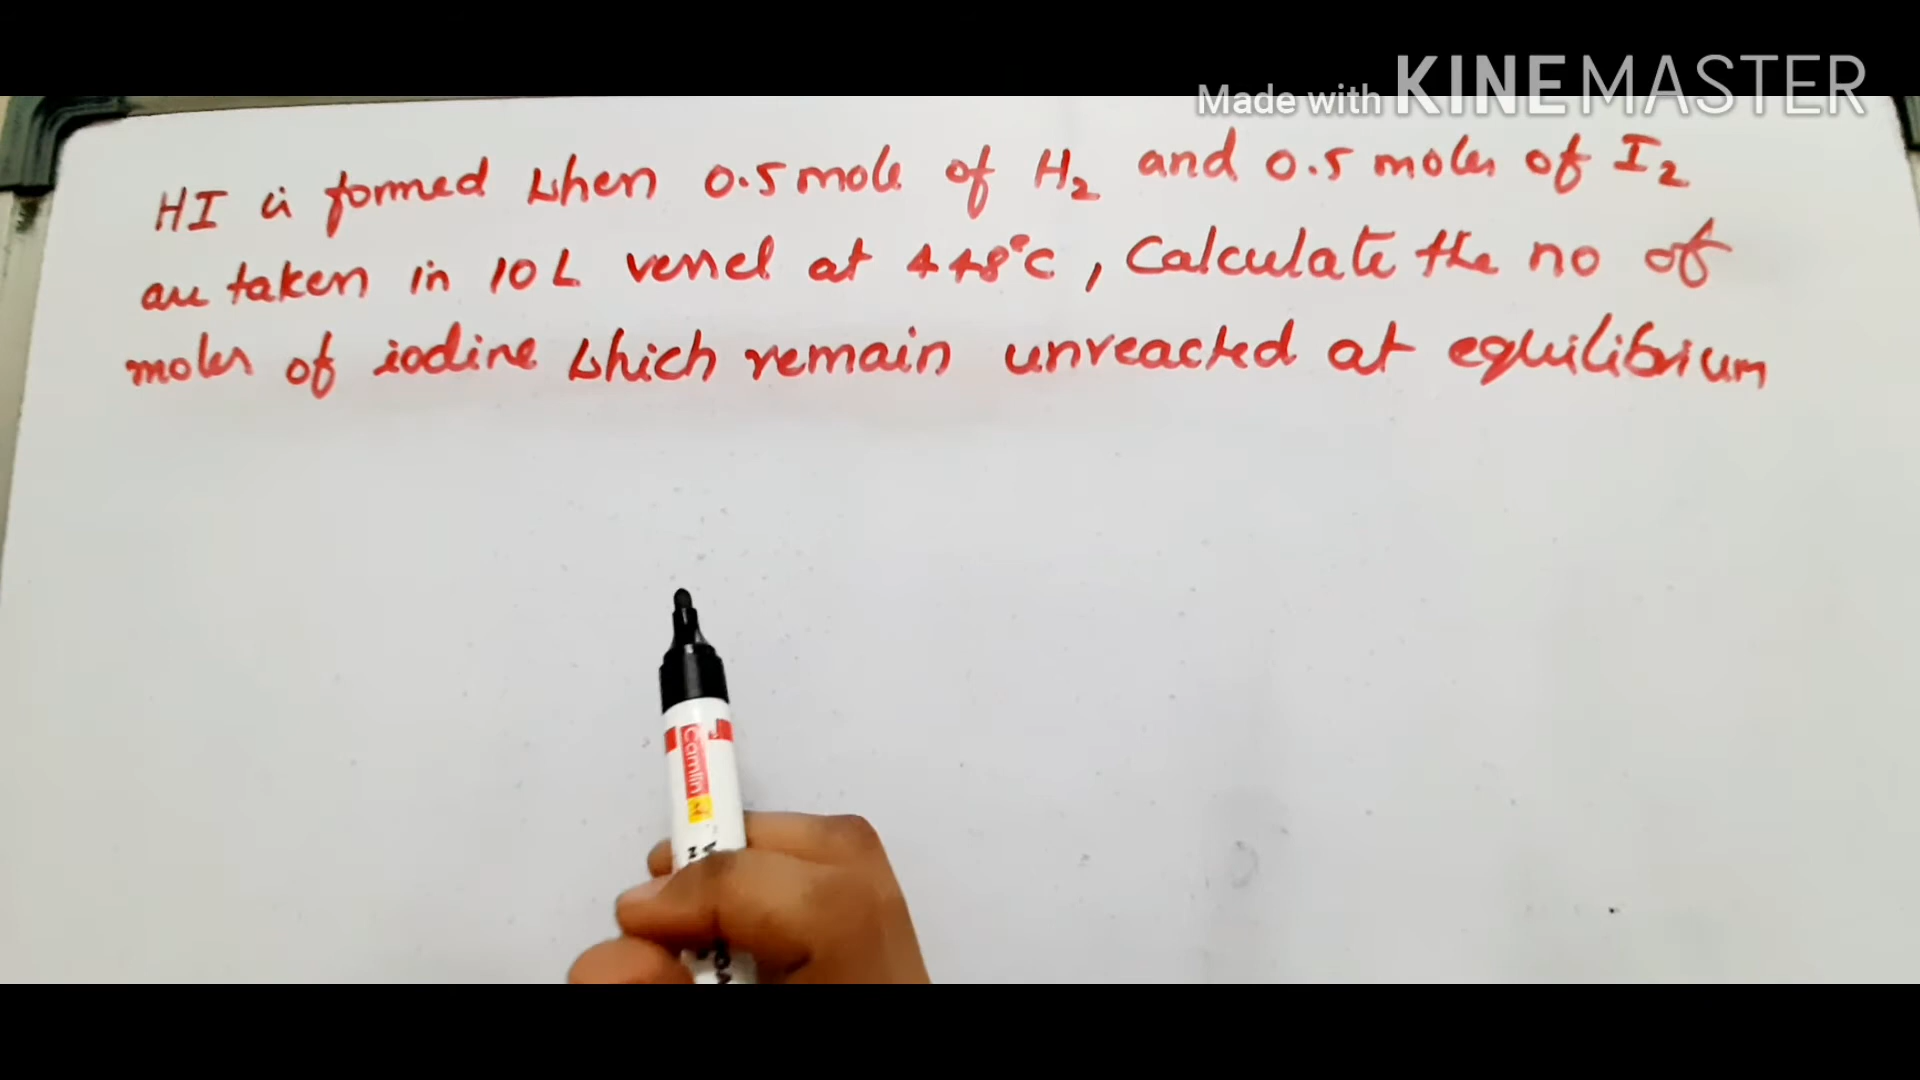 Made with KINEMASTER
HI is formed when 0.5 mole of H₂ and 0.5 moles of I₂
are taken in 10 L vessel at 448°C, Calculate the no of
moles of iodine which remain unreacted at equilibrium
Camlin